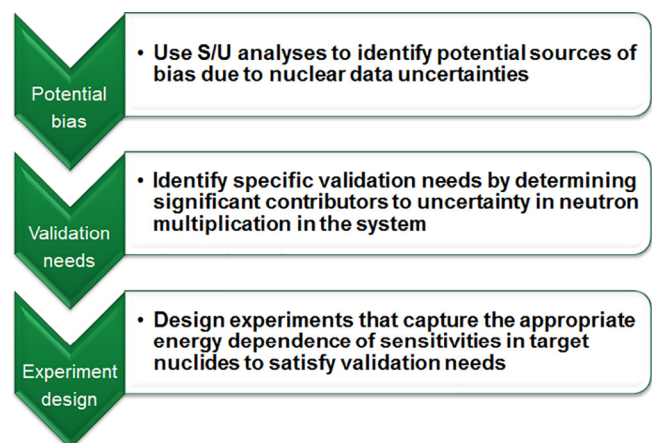 Potential
bias
• Use S/U analyses to identify potential sources of
bias due to nuclear data uncertainties
Validation
needs
• Identify specific validation needs by determining
significant contributors to uncertainty in neutron
multiplication in the system
Experiment
design
• Design experiments that capture the appropriate
energy dependence of sensitivities in target
nuclides to satisfy validation needs